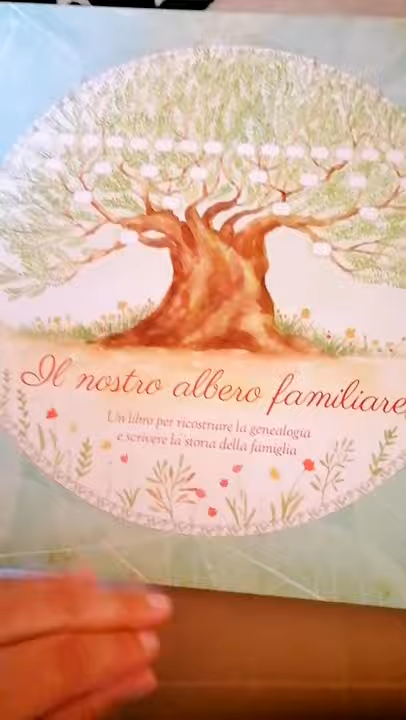 Il nostro albero familiare
Un libro per ricostruire la genealogia
e scrivere la storia della famiglia